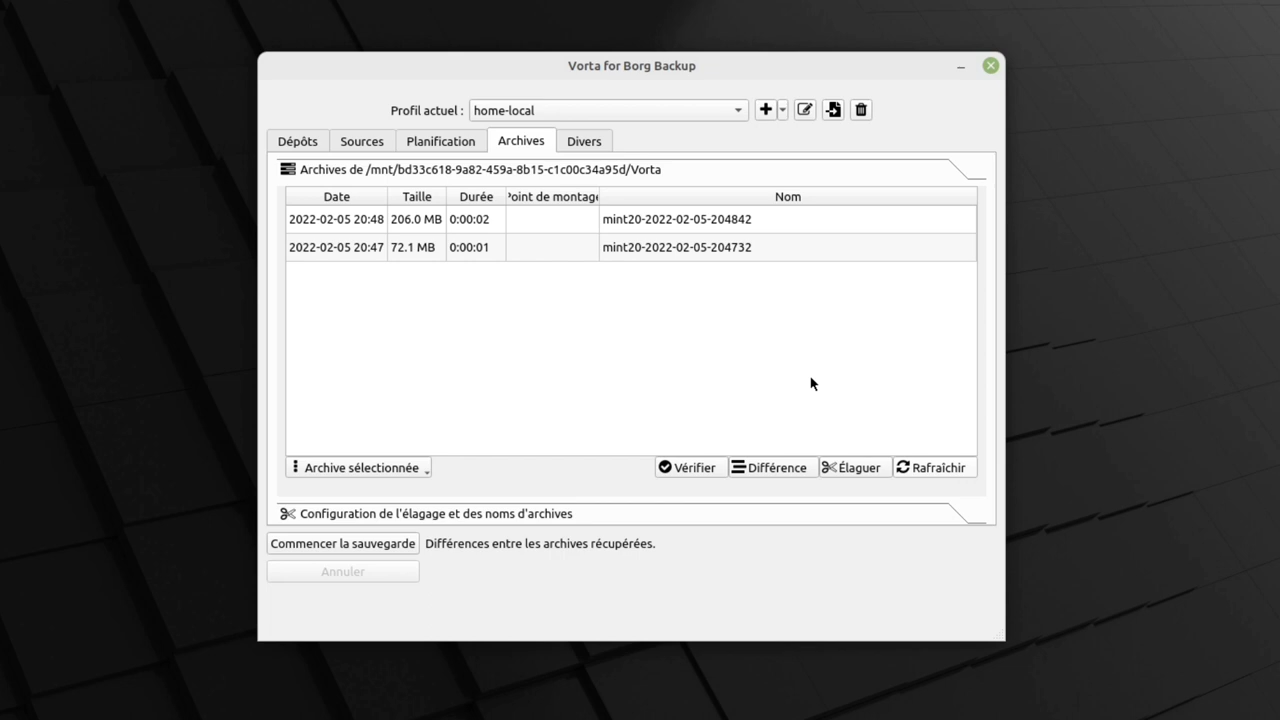 Vorta for Borg Backup
Profil actuel : home-local
Dépôts Sources Planification Archives Divers
Archives de /mnt/bd33c618-9a82-459a-8b15-c1c00c34a95d/Vorta
Date Taille Durée Point de montage Nom
2022-02-05 20:48 206.0 MB 0:00:02 mint20-2022-02-05-204842
2022-02-05 20:47 72.1 MB 0:00:01 mint20-2022-02-05-204732
Archive sélectionnée Vérifier Différence Élaguer Rafraîchir
Configuration de l'élagage et des noms d'archives
Commencer la sauvegarde Différences entre les archives récupérées.
Annuler